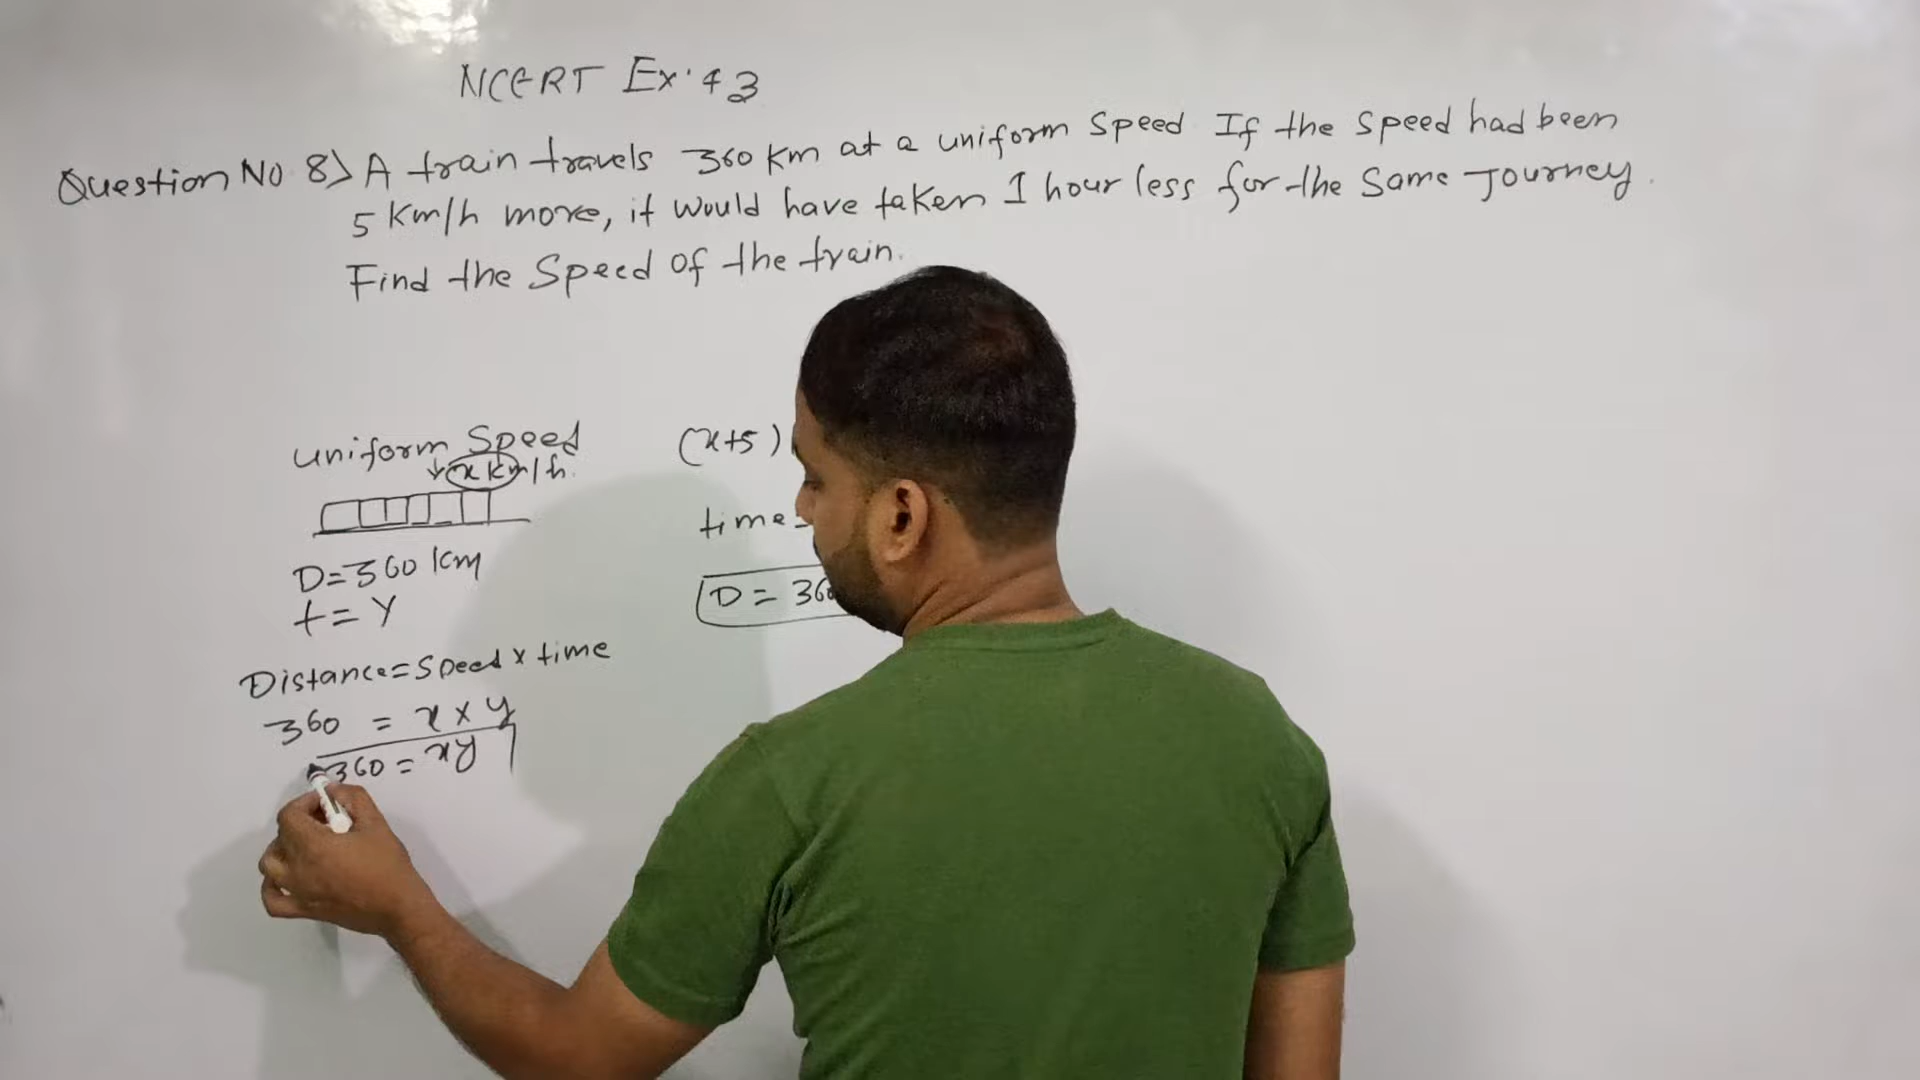 NCERT Ex. 4 3
Question No 8) A train travels 360 km at a uniform speed. If the speed had been
5 km/h more, it would have taken 1 hour less for the same Journey.
Find the Speed of the train.
uniform Speed
x km/h.
D=360 km
t=Y
Distance=Speed x time
360 = x x y
360 = xy
(x+5)
time =
D = 360